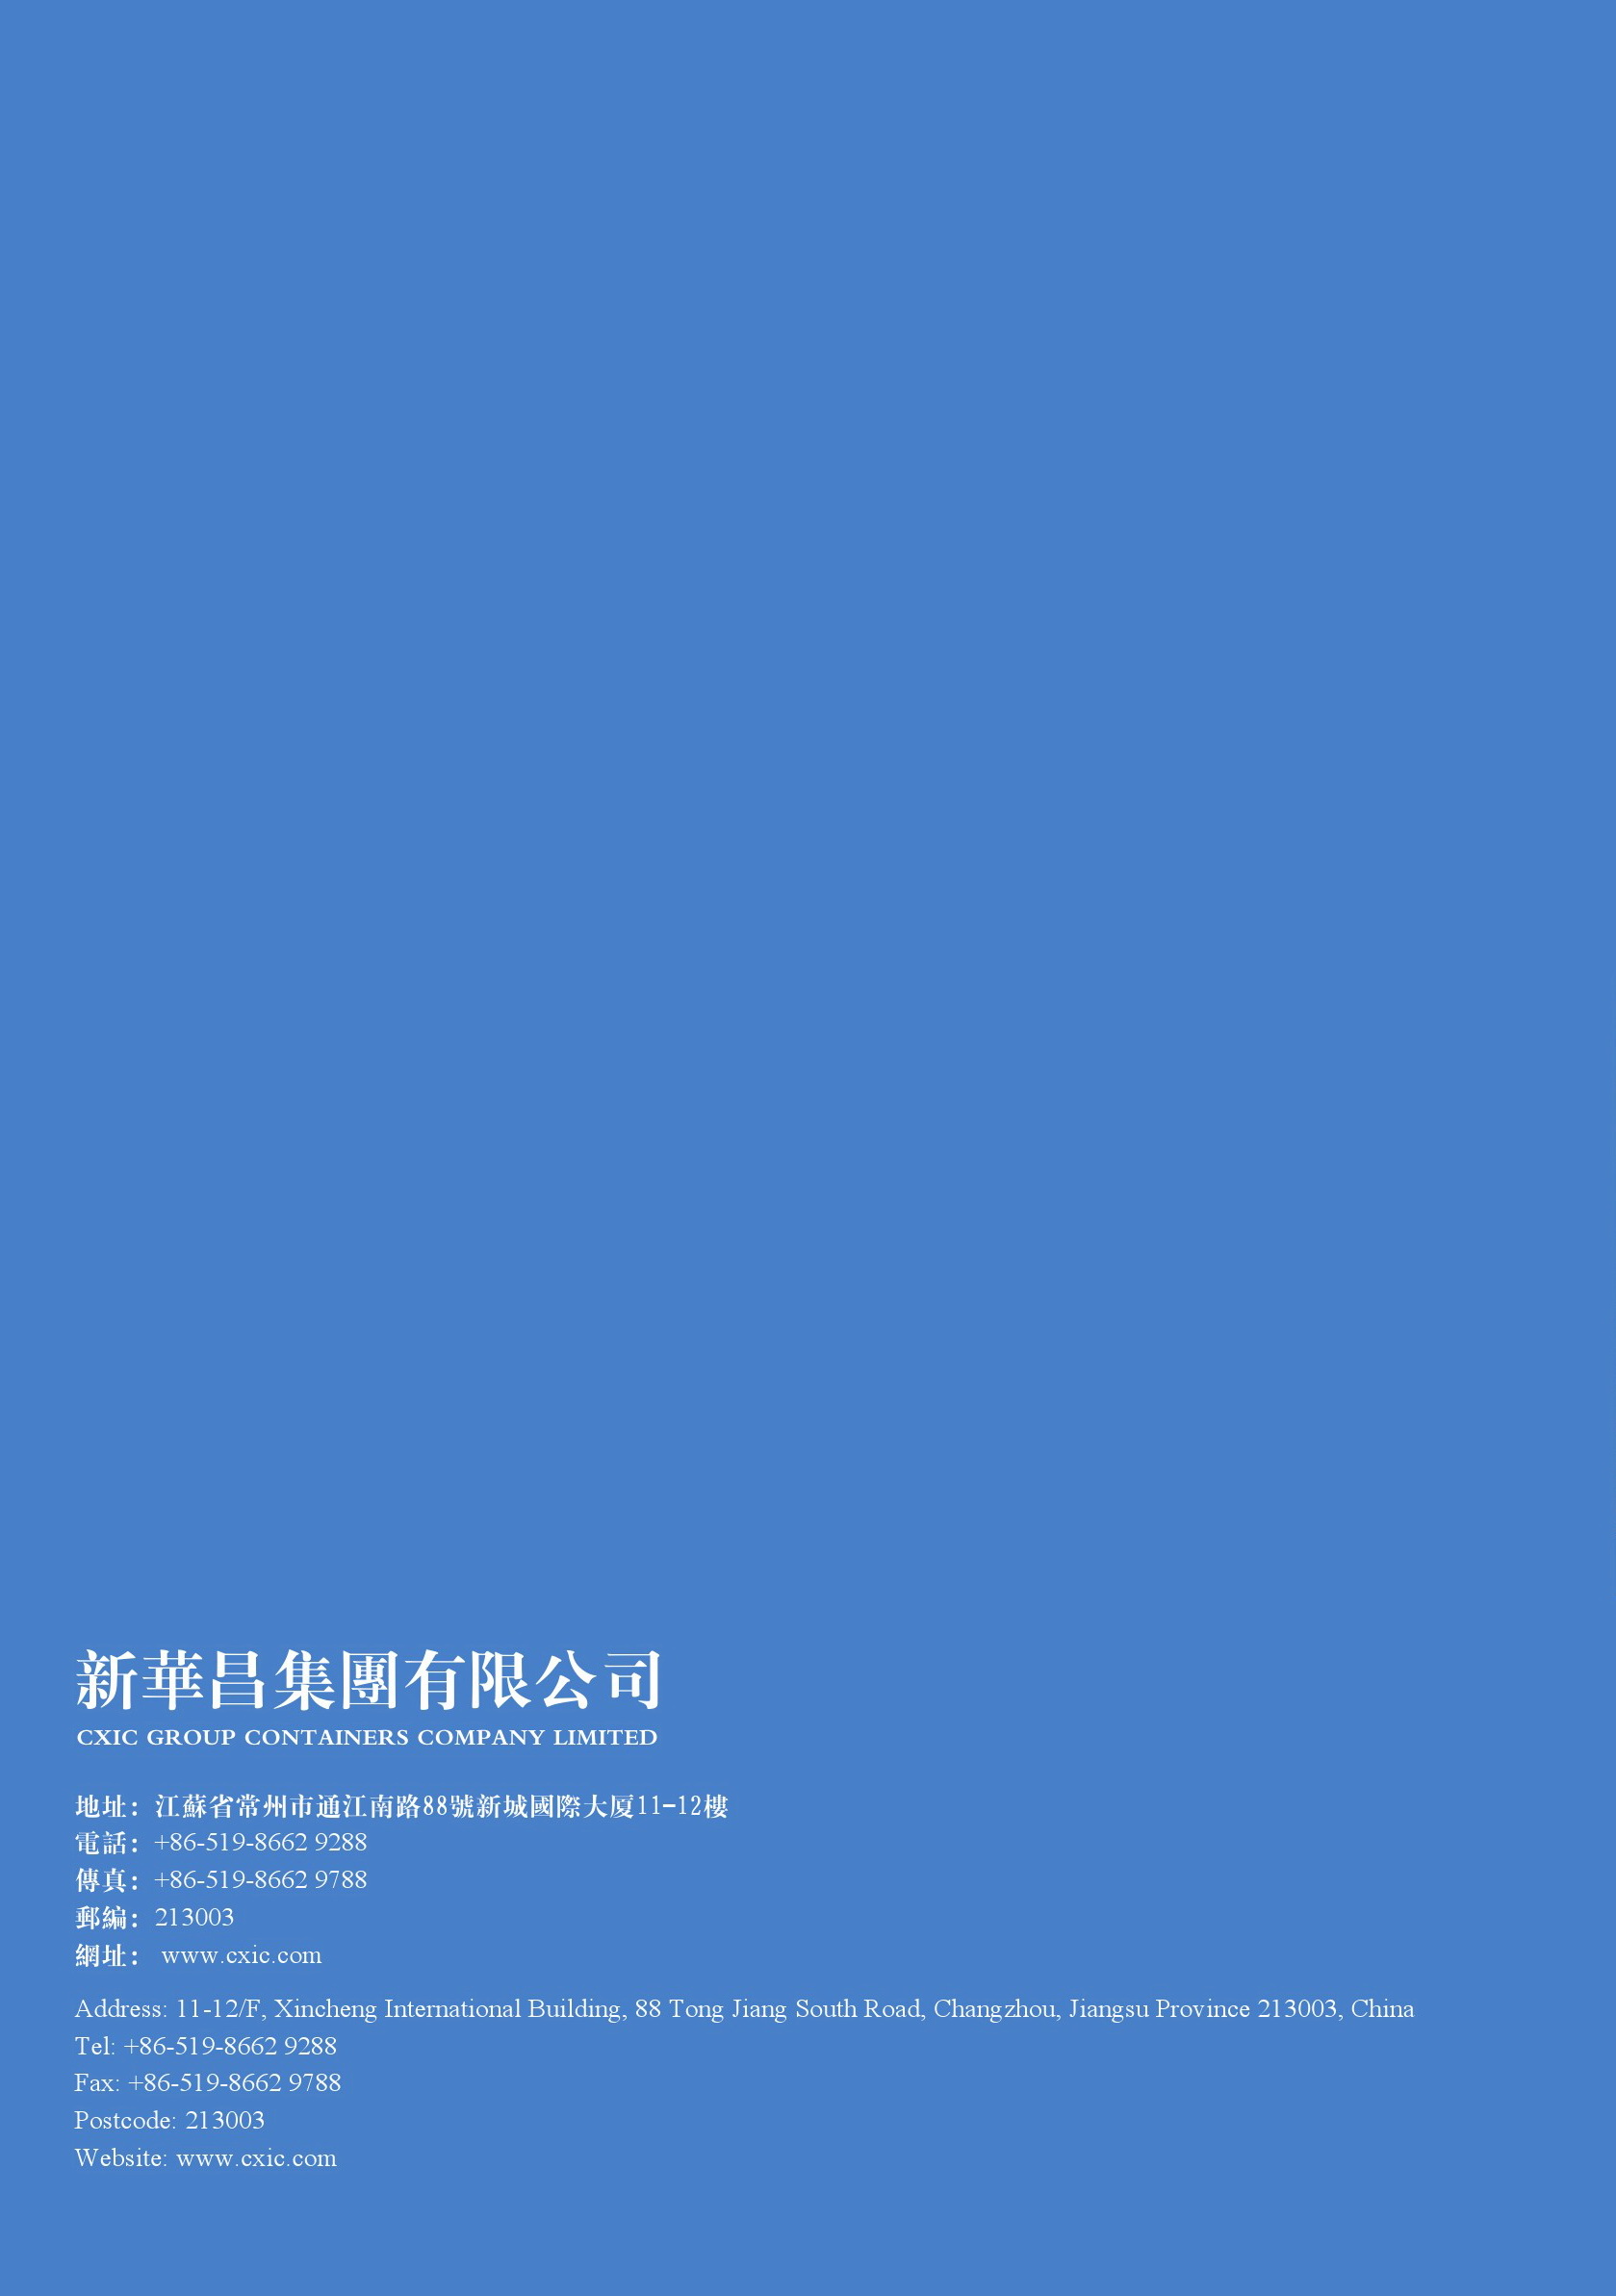 新華昌集團有限公司
CXIC GROUP CONTAINERS COMPANY LIMITED
地址：江蘇省常州市通江南路88號新城國際大厦11-12樓
電話：+86-519-8662 9288
傳真：+86-519-8662 9788
郵編：213003
網址： www.cxic.com
Address: 11-12/F, Xincheng International Building, 88 Tong Jiang South Road, Changzhou, Jiangsu Province 213003, China
Tel: +86-519-8662 9288
Fax: +86-519-8662 9788
Postcode: 213003
Website: www.cxic.com